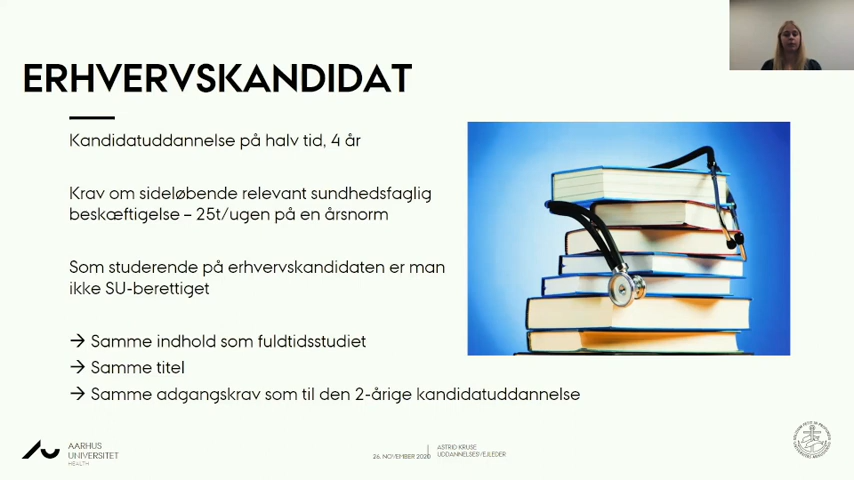 ERHVERVSKANDIDAT
Kandidatuddannelse på halv tid, 4 år
Krav om sideløbende relevant sundhedsfaglig
beskæftigelse – 25t/ugen på en årsnorm
Som studerende på erhvervskandidaten er man
ikke SU-berettiget
→ Samme indhold som fuldtidsstudiet
→ Samme titel
→ Samme adgangskrav som til den 2-årige kandidatuddannelse
AARHUS
UNIVERSITET
HEALTH
26. NOVEMBER 2020
ASTRID KRUSE
UDDANNELSESVEJLEDER